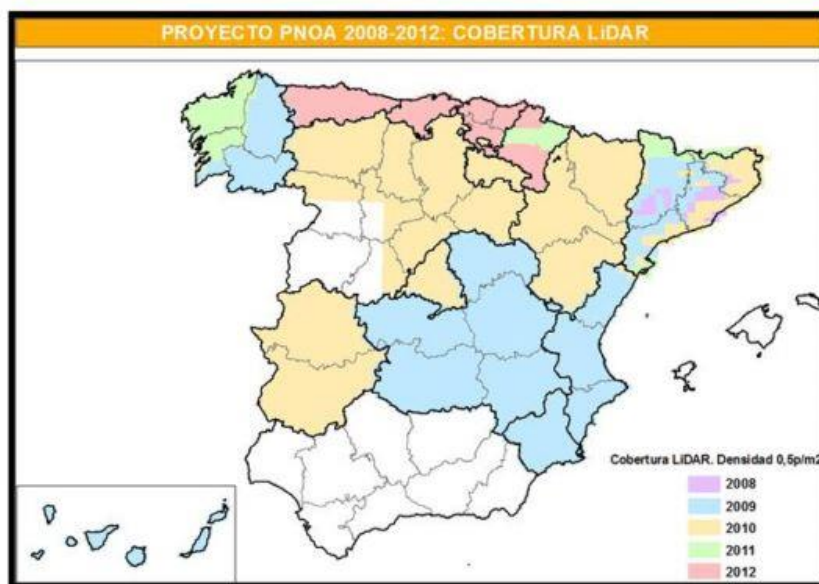 PROYECTO PNOA 2008-2012: COBERTURA LiDAR
Cobertura LiDAR. Densidad 0,5p/m2
2008
2009
2010
2011
2012